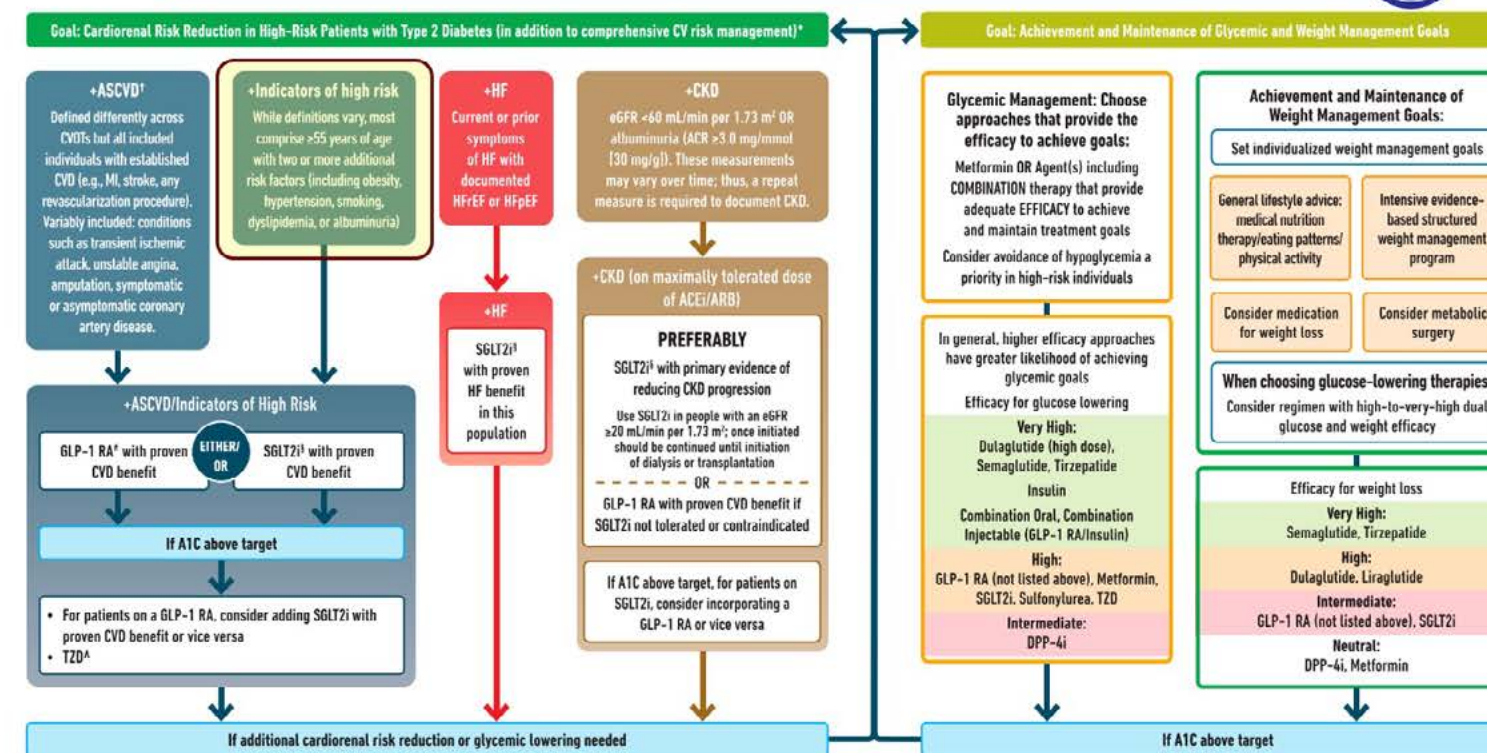 Goal: Cardiorenal Risk Reduction in High-Risk Patients with Type 2 Diabetes (in addition to comprehensive CV risk management)*
+ASCVD†
Defined differently across
CVOTs but all included
individuals with established
CVD (e.g., MI, stroke, any
revascularization procedure).
Variably included: conditions
such as transient ischemic
attack, unstable angina,
amputation, symptomatic
or asymptomatic coronary
artery disease.
+Indicators of high risk
While definitions vary, most
comprise ≥55 years of age
with two or more additional
risk factors (including obesity,
hypertension, smoking,
dyslipidemia, or albuminuria)
+HF
Current or prior
symptoms
of HF with
documented
HFrEF or HFpEF
+CKD
eGFR <60 mL/min per 1.73 m² OR
albuminuria (ACR ≥3.0 mg/mmol
[30 mg/g]). These measurements
may vary over time; thus, a repeat
measure is required to document CKD.
+ASCVD/Indicators of High Risk
GLP-1 RA# with proven
CVD benefit
EITHER/
OR
SGLT2i§ with proven
CVD benefit
If A1C above target
• For patients on a GLP-1 RA, consider adding SGLT2i with
proven CVD benefit or vice versa
• TZD^
+HF
SGLT2i§
with proven
HF benefit
in this
population
+CKD (on maximally tolerated dose
of ACEi/ARB)
PREFERABLY
SGLT2i§ with primary evidence of
reducing CKD progression
Use SGLT2i in people with an eGFR
≥20 mL/min per 1.73 m²; once initiated
should be continued until initiation
of dialysis or transplantation
OR
GLP-1 RA with proven CVD benefit if
SGLT2i not tolerated or contraindicated
If A1C above target, for patients on
SGLT2i, consider incorporating a
GLP-1 RA or vice versa
If additional cardiorenal risk reduction or glycemic lowering needed
Goal: Achievement and Maintenance of Glycemic and Weight Management Goals
Glycemic Management: Choose
approaches that provide the
efficacy to achieve goals:
Metformin OR Agent(s) including
COMBINATION therapy that provide
adequate EFFICACY to achieve
and maintain treatment goals
Consider avoidance of hypoglycemia a
priority in high-risk individuals
In general, higher efficacy approaches
have greater likelihood of achieving
glycemic goals
Efficacy for glucose lowering
Very High:
Dulaglutide (high dose),
Semaglutide, Tirzepatide
Insulin
Combination Oral, Combination
Injectable (GLP-1 RA/Insulin)
High:
GLP-1 RA (not listed above), Metformin,
SGLT2i, Sulfonylurea, TZD
Intermediate:
DPP-4i
Achievement and Maintenance of
Weight Management Goals:
Set individualized weight management goals
General lifestyle advice:
medical nutrition
therapy/eating patterns/
physical activity
Intensive evidence-
based structured
weight management
program
Consider medication
for weight loss
Consider metabolic
surgery
When choosing glucose-lowering therapies
Consider regimen with high-to-very-high dual
glucose and weight efficacy
Efficacy for weight loss
Very High:
Semaglutide, Tirzepatide
High:
Dulaglutide, Liraglutide
Intermediate:
GLP-1 RA (not listed above), SGLT2i
Neutral:
DPP-4i, Metformin
If A1C above target